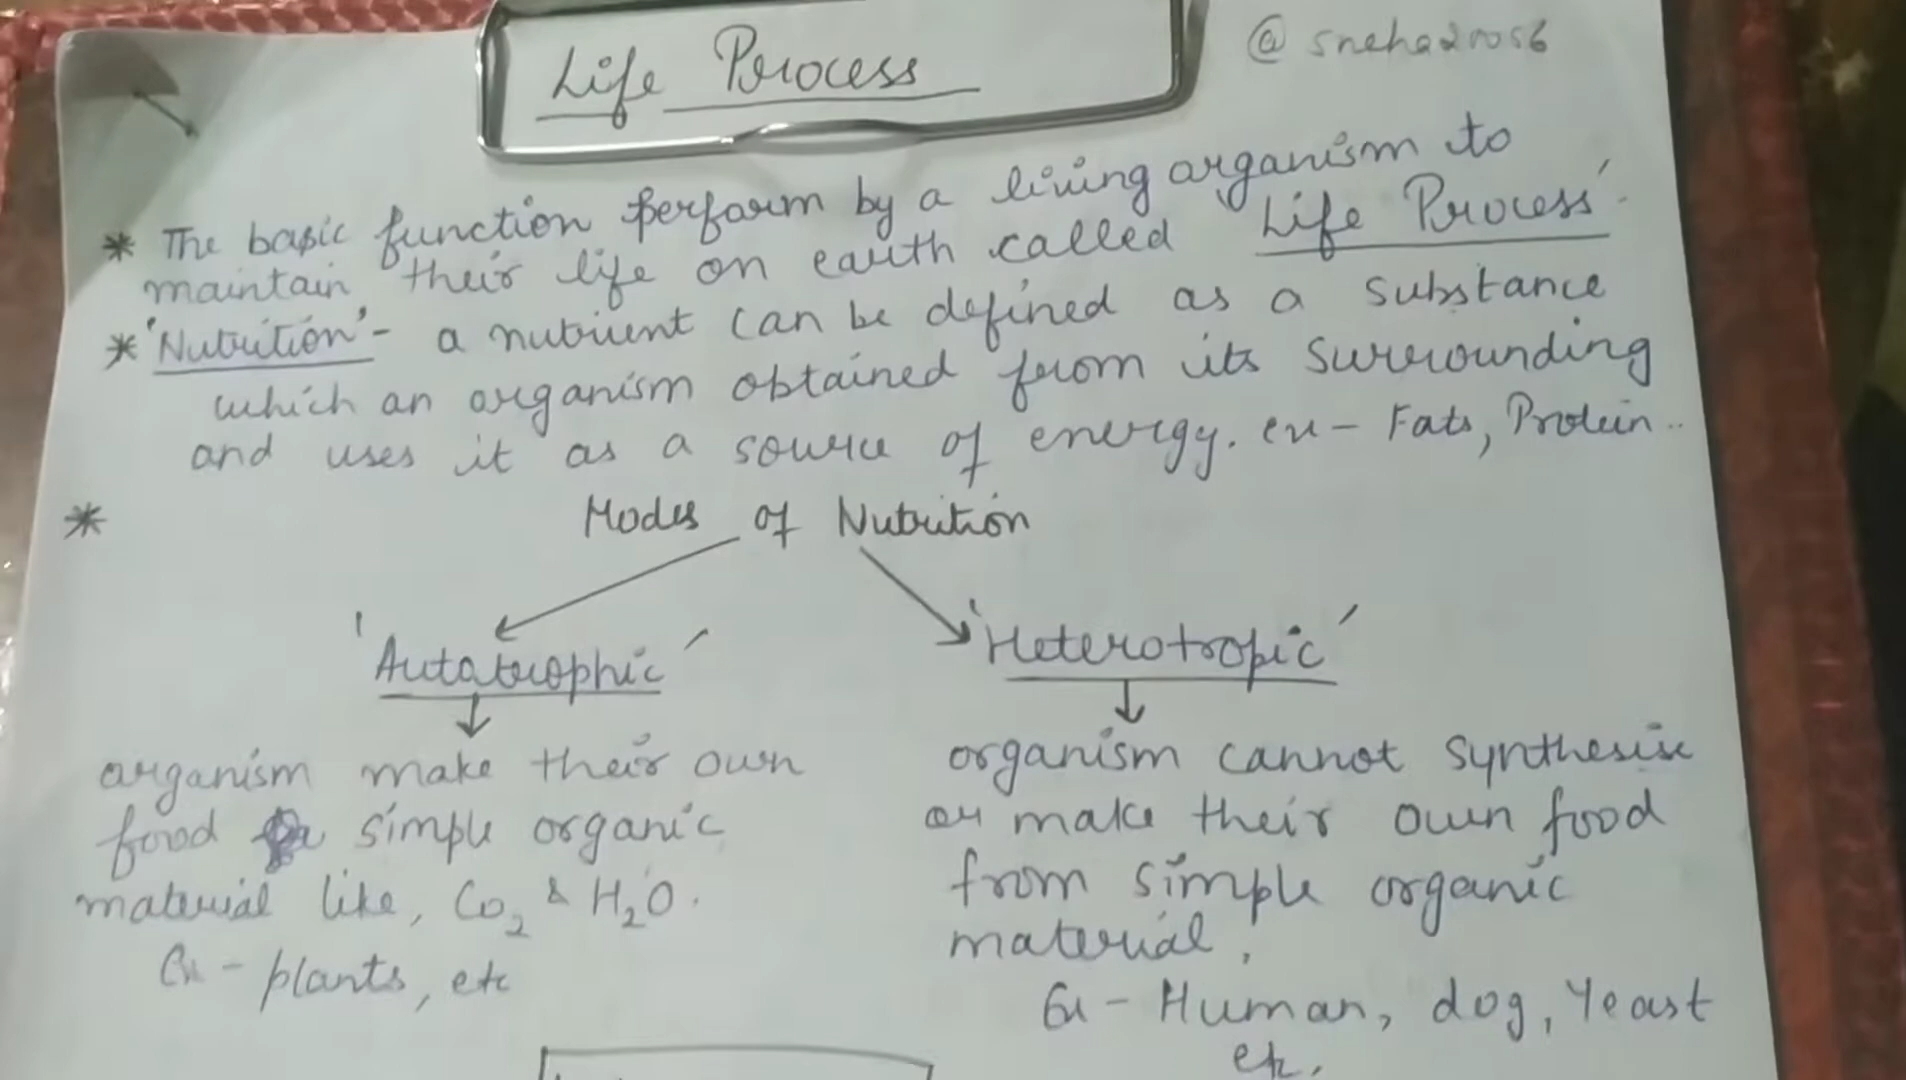 Life Process
@ sneha2ros6
* The basic function perform by a living organism to
maintain their life on earth called 'Life Process'.
* 'Nutrition' - a nutrient can be defined as a substance
which an organism obtained from its surrounding
and uses it as a source of energy. ex - Fats, Protein..
* Modes of Nutrition
'Autotrophic'
organism make their own
food simple organic
material like, Co₂ & H₂O.
Ex - plants, etc
'Heterotropic'
organism cannot synthesise
or make their own food
from simple organic
material.
Ex - Human, dog, Yeast
etc.